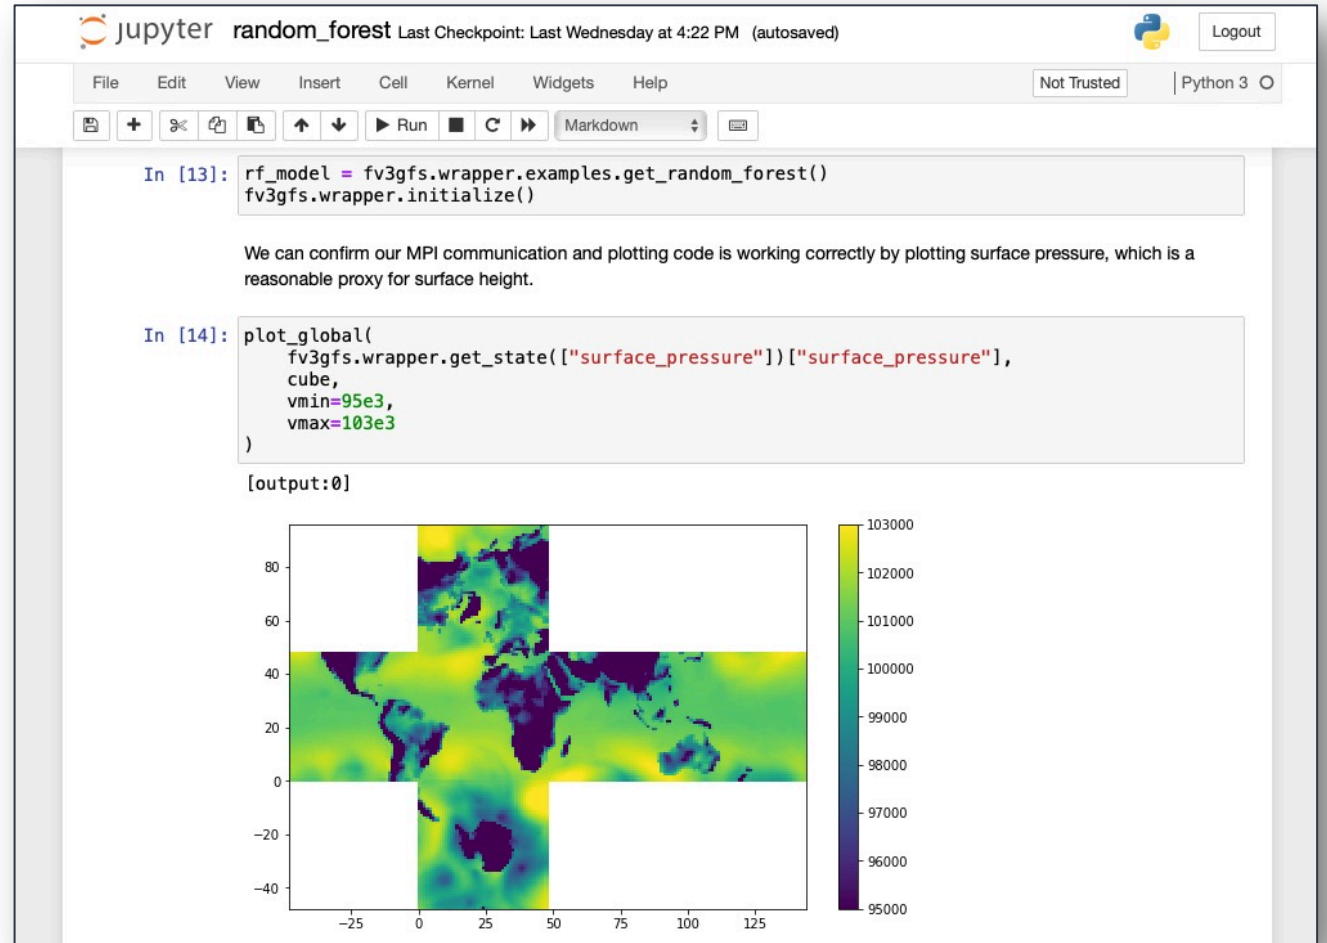 jupyter random_forest Last Checkpoint: Last Wednesday at 4:22 PM (autosaved) Logout
File Edit View Insert Cell Kernel Widgets Help Not Trusted Python 3
Run Markdown
In [13]: rf_model = fv3gfs.wrapper.examples.get_random_forest()
fv3gfs.wrapper.initialize()
We can confirm our MPI communication and plotting code is working correctly by plotting surface pressure, which is a
reasonable proxy for surface height.
In [14]: plot_global(
    fv3gfs.wrapper.get_state(["surface_pressure"])["surface_pressure"],
    cube,
    vmin=95e3,
    vmax=103e3
)
[output:0]
80
60
40
20
0
−20
−40
−25 0 25 50 75 100 125
103000
102000
101000
100000
99000
98000
97000
96000
95000